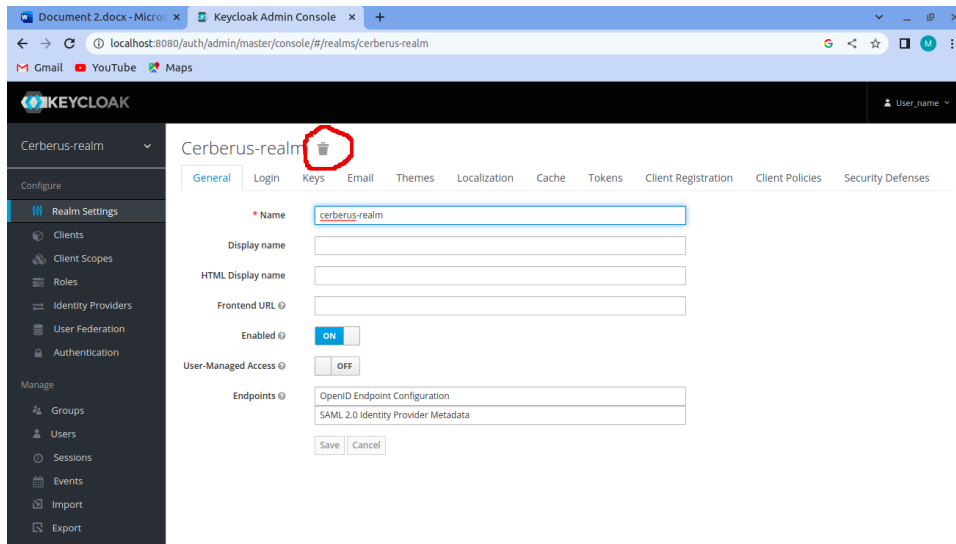 Document 2.docx - Micros
Keycloak Admin Console
localhost:8080/auth/admin/master/console/#/realms/cerberus-realm
G
M
Gmail YouTube Maps
KEYCLOAK
User_name
Cerberus-realm
Cerberus-realm
General Login Keys Email Themes Localization Cache Tokens Client Registration Client Policies Security Defenses
Configure
Realm Settings
Clients
Client Scopes
Roles
Identity Providers
User Federation
Authentication
Manage
Groups
Users
Sessions
Events
Import
Export
* Name cerberus-realm
Display name
HTML Display name
Frontend URL
Enabled ON
User-Managed Access OFF
Endpoints OpenID Endpoint Configuration
SAML 2.0 Identity Provider Metadata
Save Cancel